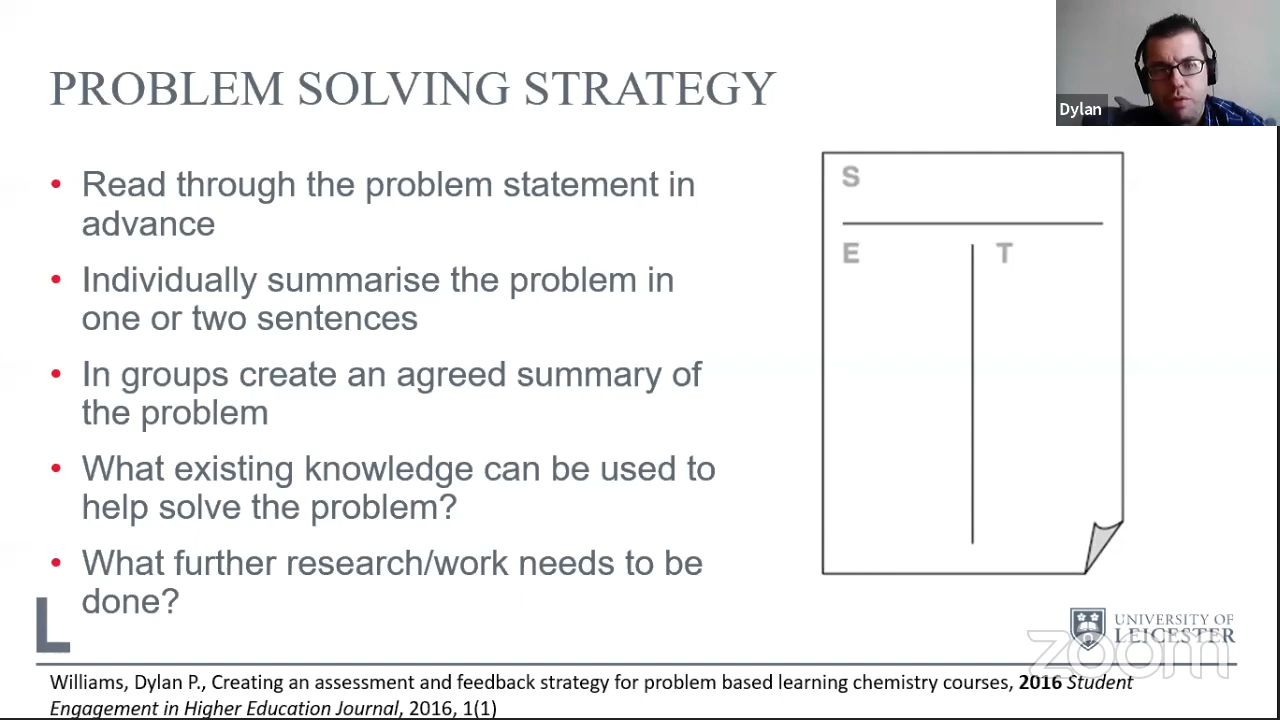 PROBLEM SOLVING STRATEGY
Dylan
• Read through the problem statement in
advance
• Individually summarise the problem in
one or two sentences
• In groups create an agreed summary of
the problem
• What existing knowledge can be used to
help solve the problem?
• What further research/work needs to be
done?
S
E
T
L
UNIVERSITY OF
LEICESTER
zoom
Williams, Dylan P., Creating an assessment and feedback strategy for problem based learning chemistry courses, 2016 Student
Engagement in Higher Education Journal, 2016, 1(1)